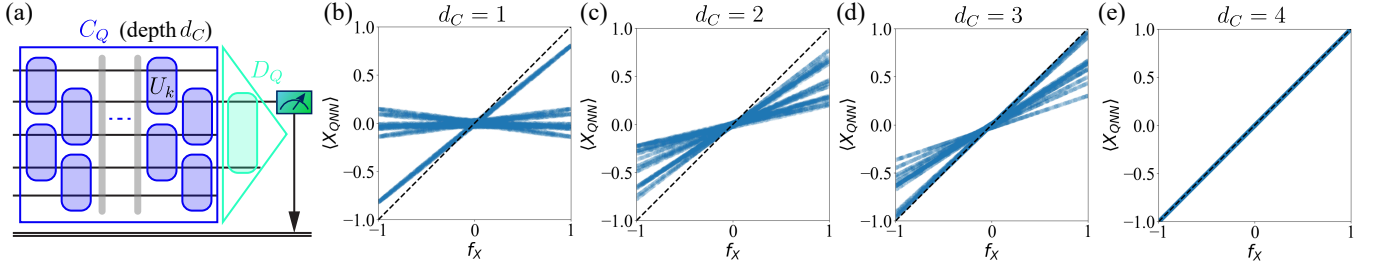 (a)
C_Q (depth d_C)
U_k
...
D_Q
(b)
d_C = 1
1.0
0.5
0.0
−0.5
−1.0
−1
0
1
⟨X_QNN⟩
f_X
(c)
d_C = 2
1.0
0.5
0.0
−0.5
−1.0
−1
0
1
⟨X_QNN⟩
f_X
(d)
d_C = 3
1.0
0.5
0.0
−0.5
−1.0
−1
0
1
⟨X_QNN⟩
f_X
(e)
d_C = 4
1.0
0.5
0.0
−0.5
−1.0
−1
0
1
⟨X_QNN⟩
f_X